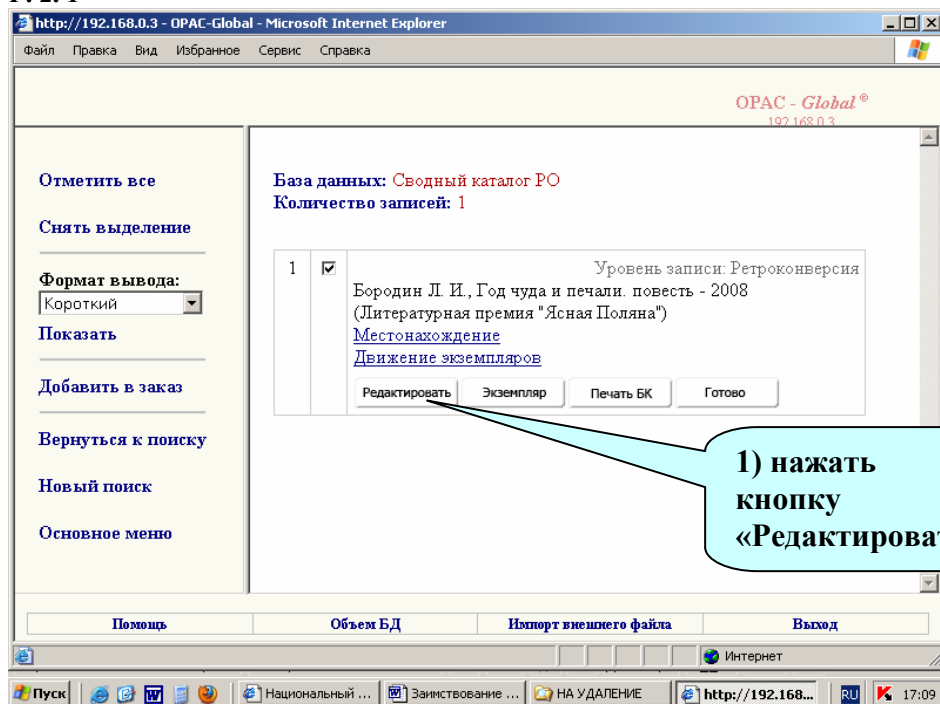 http://192.168.0.3 - OPAC-Global - Microsoft Internet Explorer
Файл Правка Вид Избранное Сервис Справка
OPAC - Global ®
192.168.0.3
Отметить все
Снять выделение
Формат вывода:
Короткий
Показать
Добавить в заказ
Вернуться к поиску
Новый поиск
Основное меню
База данных: Сводный каталог РО
Количество записей: 1
1
Уровень записи: Ретроконверсия
Бородин Л. И., Год чуда и печали. повесть - 2008
(Литературная премия "Ясная Поляна")
Местонахождение
Движение экземпляров
Редактировать Экземпляр Печать БК Готово
1) нажать
кнопку
«Редактироват
Помощь Объем БД Импорт внешнего файла Выход
Интернет
Пуск Национальный ... Заимствование ... НА УДАЛЕНИЕ http://192.168... RU 17:09